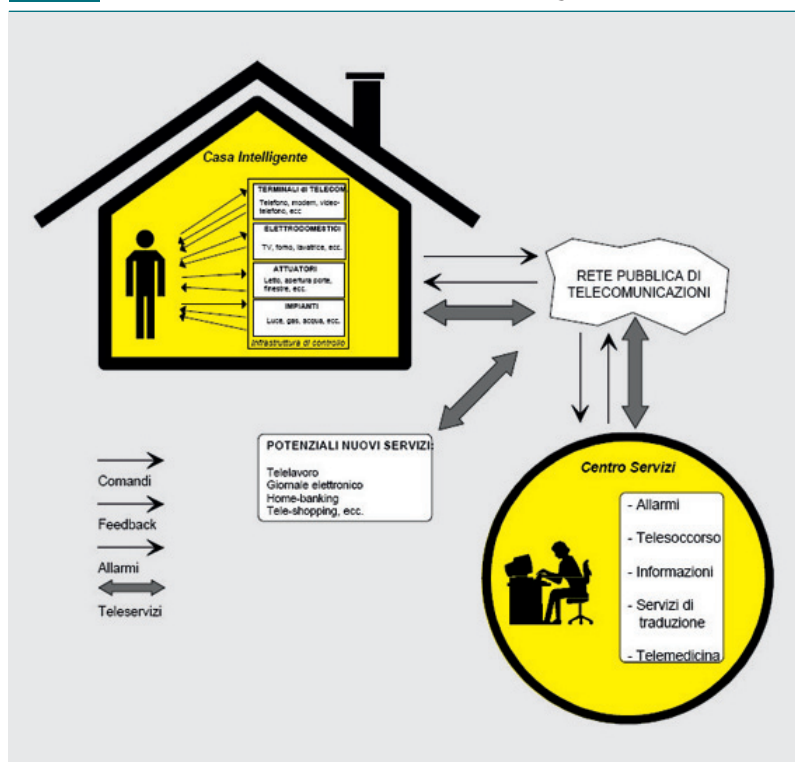 Casa Intelligente
TERMINALI di TELECOM.
Telefono, modem, video-
telefono, ecc
ELETTRODOMESTICI
TV, forno, lavatrice, ecc.
ATTUATORI
Letto, apertura porte,
finestre, ecc.
IMPIANTI
Luce, gas, acqua, ecc.
Infrastruttura di controllo
RETE PUBBLICA DI
TELECOMUNICAZIONI
POTENZIALI NUOVI SERVIZI:
Telelavoro
Giornale elettronico
Home-banking
Tele-shopping, ecc.
Comandi
Feedback
Allarmi
Teleservizi
Centro Servizi
- Allarmi
- Telesoccorso
- Informazioni
- Servizi di
traduzione
- Telemedicina